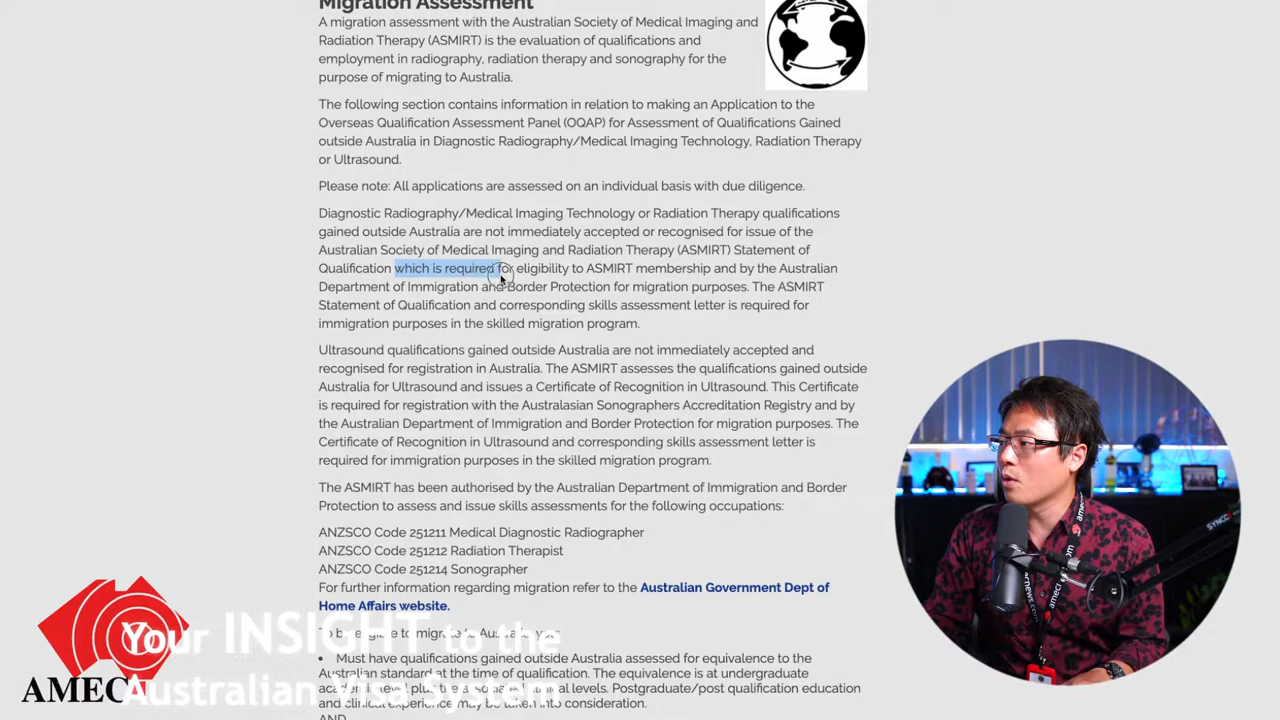 Migration Assessment
A migration assessment with the Australian Society of Medical Imaging and
Radiation Therapy (ASMIRT) is the evaluation of qualifications and
employment in radiography, radiation therapy and sonography for the
purpose of migrating to Australia.
The following section contains information in relation to making an Application to the
Overseas Qualification Assessment Panel (OQAP) for Assessment of Qualifications Gained
outside Australia in Diagnostic Radiography/Medical Imaging Technology, Radiation Therapy
or Ultrasound.
Please note: All applications are assessed on an individual basis with due diligence.
Diagnostic Radiography/Medical Imaging Technology or Radiation Therapy qualifications
gained outside Australia are not immediately accepted or recognised for issue of the
Australian Society of Medical Imaging and Radiation Therapy (ASMIRT) Statement of
Qualification which is required for eligibility to ASMIRT membership and by the Australian
Department of Immigration and Border Protection for migration purposes. The ASMIRT
Statement of Qualification and corresponding skills assessment letter is required for
immigration purposes in the skilled migration program.
Ultrasound qualifications gained outside Australia are not immediately accepted and
recognised for registration in Australia. The ASMIRT assesses the qualifications gained outside
Australia for Ultrasound and issues a Certificate of Recognition in Ultrasound. This Certificate
is required for registration with the Australasian Sonographers Accreditation Registry and by
the Australian Department of Immigration and Border Protection for migration purposes. The
Certificate of Recognition in Ultrasound and corresponding skills assessment letter is
required for immigration purposes in the skilled migration program.
The ASMIRT has been authorised by the Australian Department of Immigration and Border
Protection to assess and issue skills assessments for the following occupations:
ANZSCO Code 251211 Medical Diagnostic Radiographer
ANZSCO Code 251212 Radiation Therapist
ANZSCO Code 251214 Sonographer
For further information regarding migration refer to the Australian Government Dept of
Home Affairs website.
To be eligible to migrate to Australia you
• Must have qualifications gained outside Australia assessed for equivalence to the
Australian standard at the time of qualification. The equivalence is at undergraduate
plus professional levels. Postgraduate/post qualification education
and clinical experience may be taken into consideration.
AND
Your INSIGHT to the
Australian Visa System
AMEC